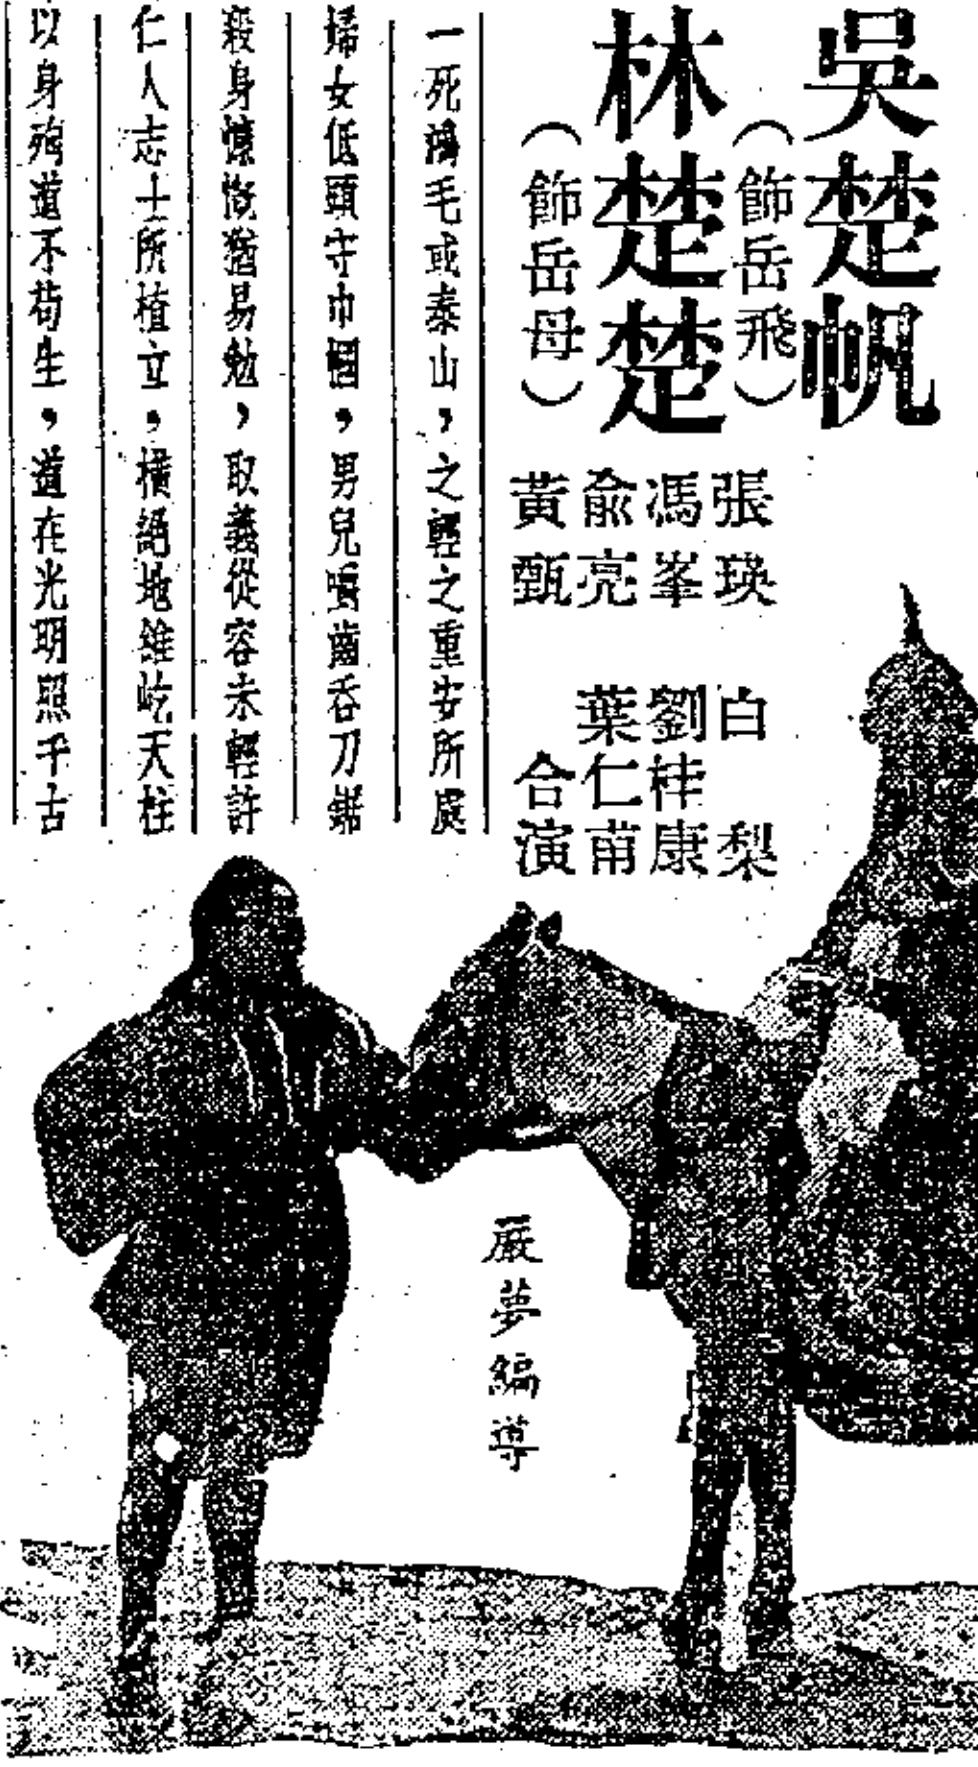 吳楚帆
（飾岳飛）
林楚楚
（飾岳母）
張瑛
白梨
馮峯
劉桂康
俞亮
葉仁甫
黃甄
合演
一死鴻毛或泰山，之輕之重安所處
婦女低頭守巾幗，男兒嚼齒吞刀鋸
殺身慷慨猶易勉，取義從容未輕許
仁人志士所植立，橫絕地維屹天柱
以身殉道不苟生，道在光明照千古
嚴夢編導